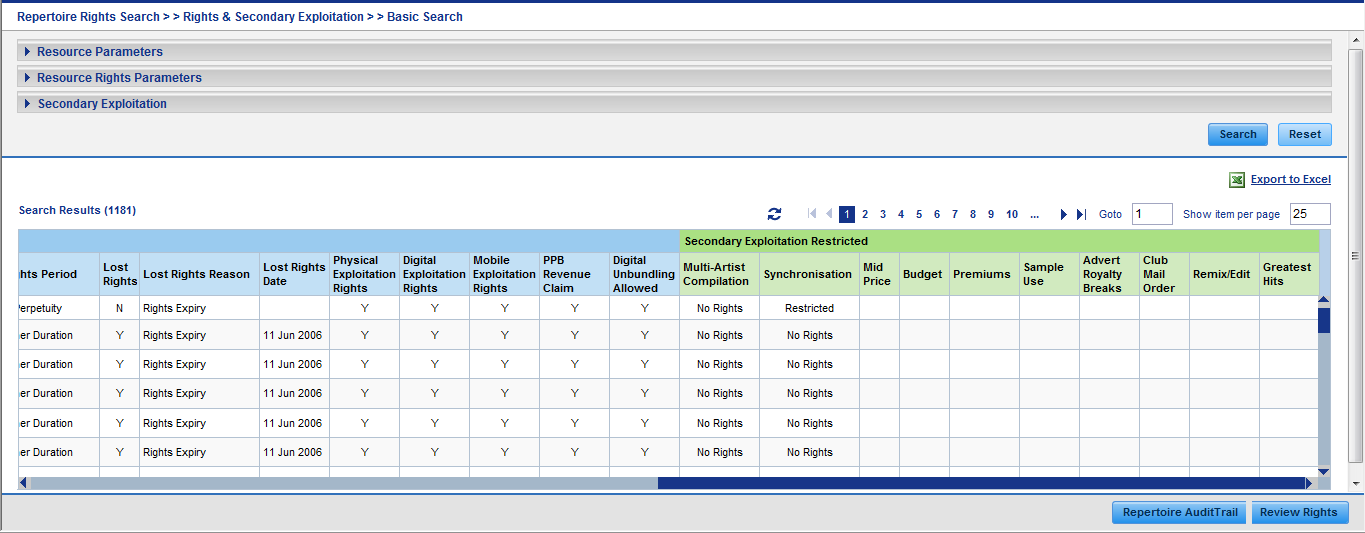 Repertoire Rights Search > > Rights & Secondary Exploitation > > Basic Search
Resource Parameters
Resource Rights Parameters
Secondary Exploitation
Search Reset
Export to Excel
Search Results (1181) 1 2 3 4 5 6 7 8 9 10 ... Goto 1 Show item per page 25
Secondary Exploitation Restricted
hts Period Lost Rights Lost Rights Reason Lost Rights Date Physical Exploitation Rights Digital Exploitation Rights Mobile Exploitation Rights PPB Revenue Claim Digital Unbundling Allowed Multi-Artist Compilation Synchronisation Mid Price Budget Premiums Sample Use Advert Royalty Breaks Club Mail Order Remix/Edit Greatest Hits
erpetuity N Rights Expiry Y Y Y Y Y No Rights Restricted
er Duration Y Rights Expiry 11 Jun 2006 Y Y Y Y Y No Rights No Rights
er Duration Y Rights Expiry 11 Jun 2006 Y Y Y Y Y No Rights No Rights
er Duration Y Rights Expiry 11 Jun 2006 Y Y Y Y Y No Rights No Rights
er Duration Y Rights Expiry 11 Jun 2006 Y Y Y Y Y No Rights No Rights
er Duration Y Rights Expiry 11 Jun 2006 Y Y Y Y Y No Rights No Rights
Repertoire AuditTrail Review Rights